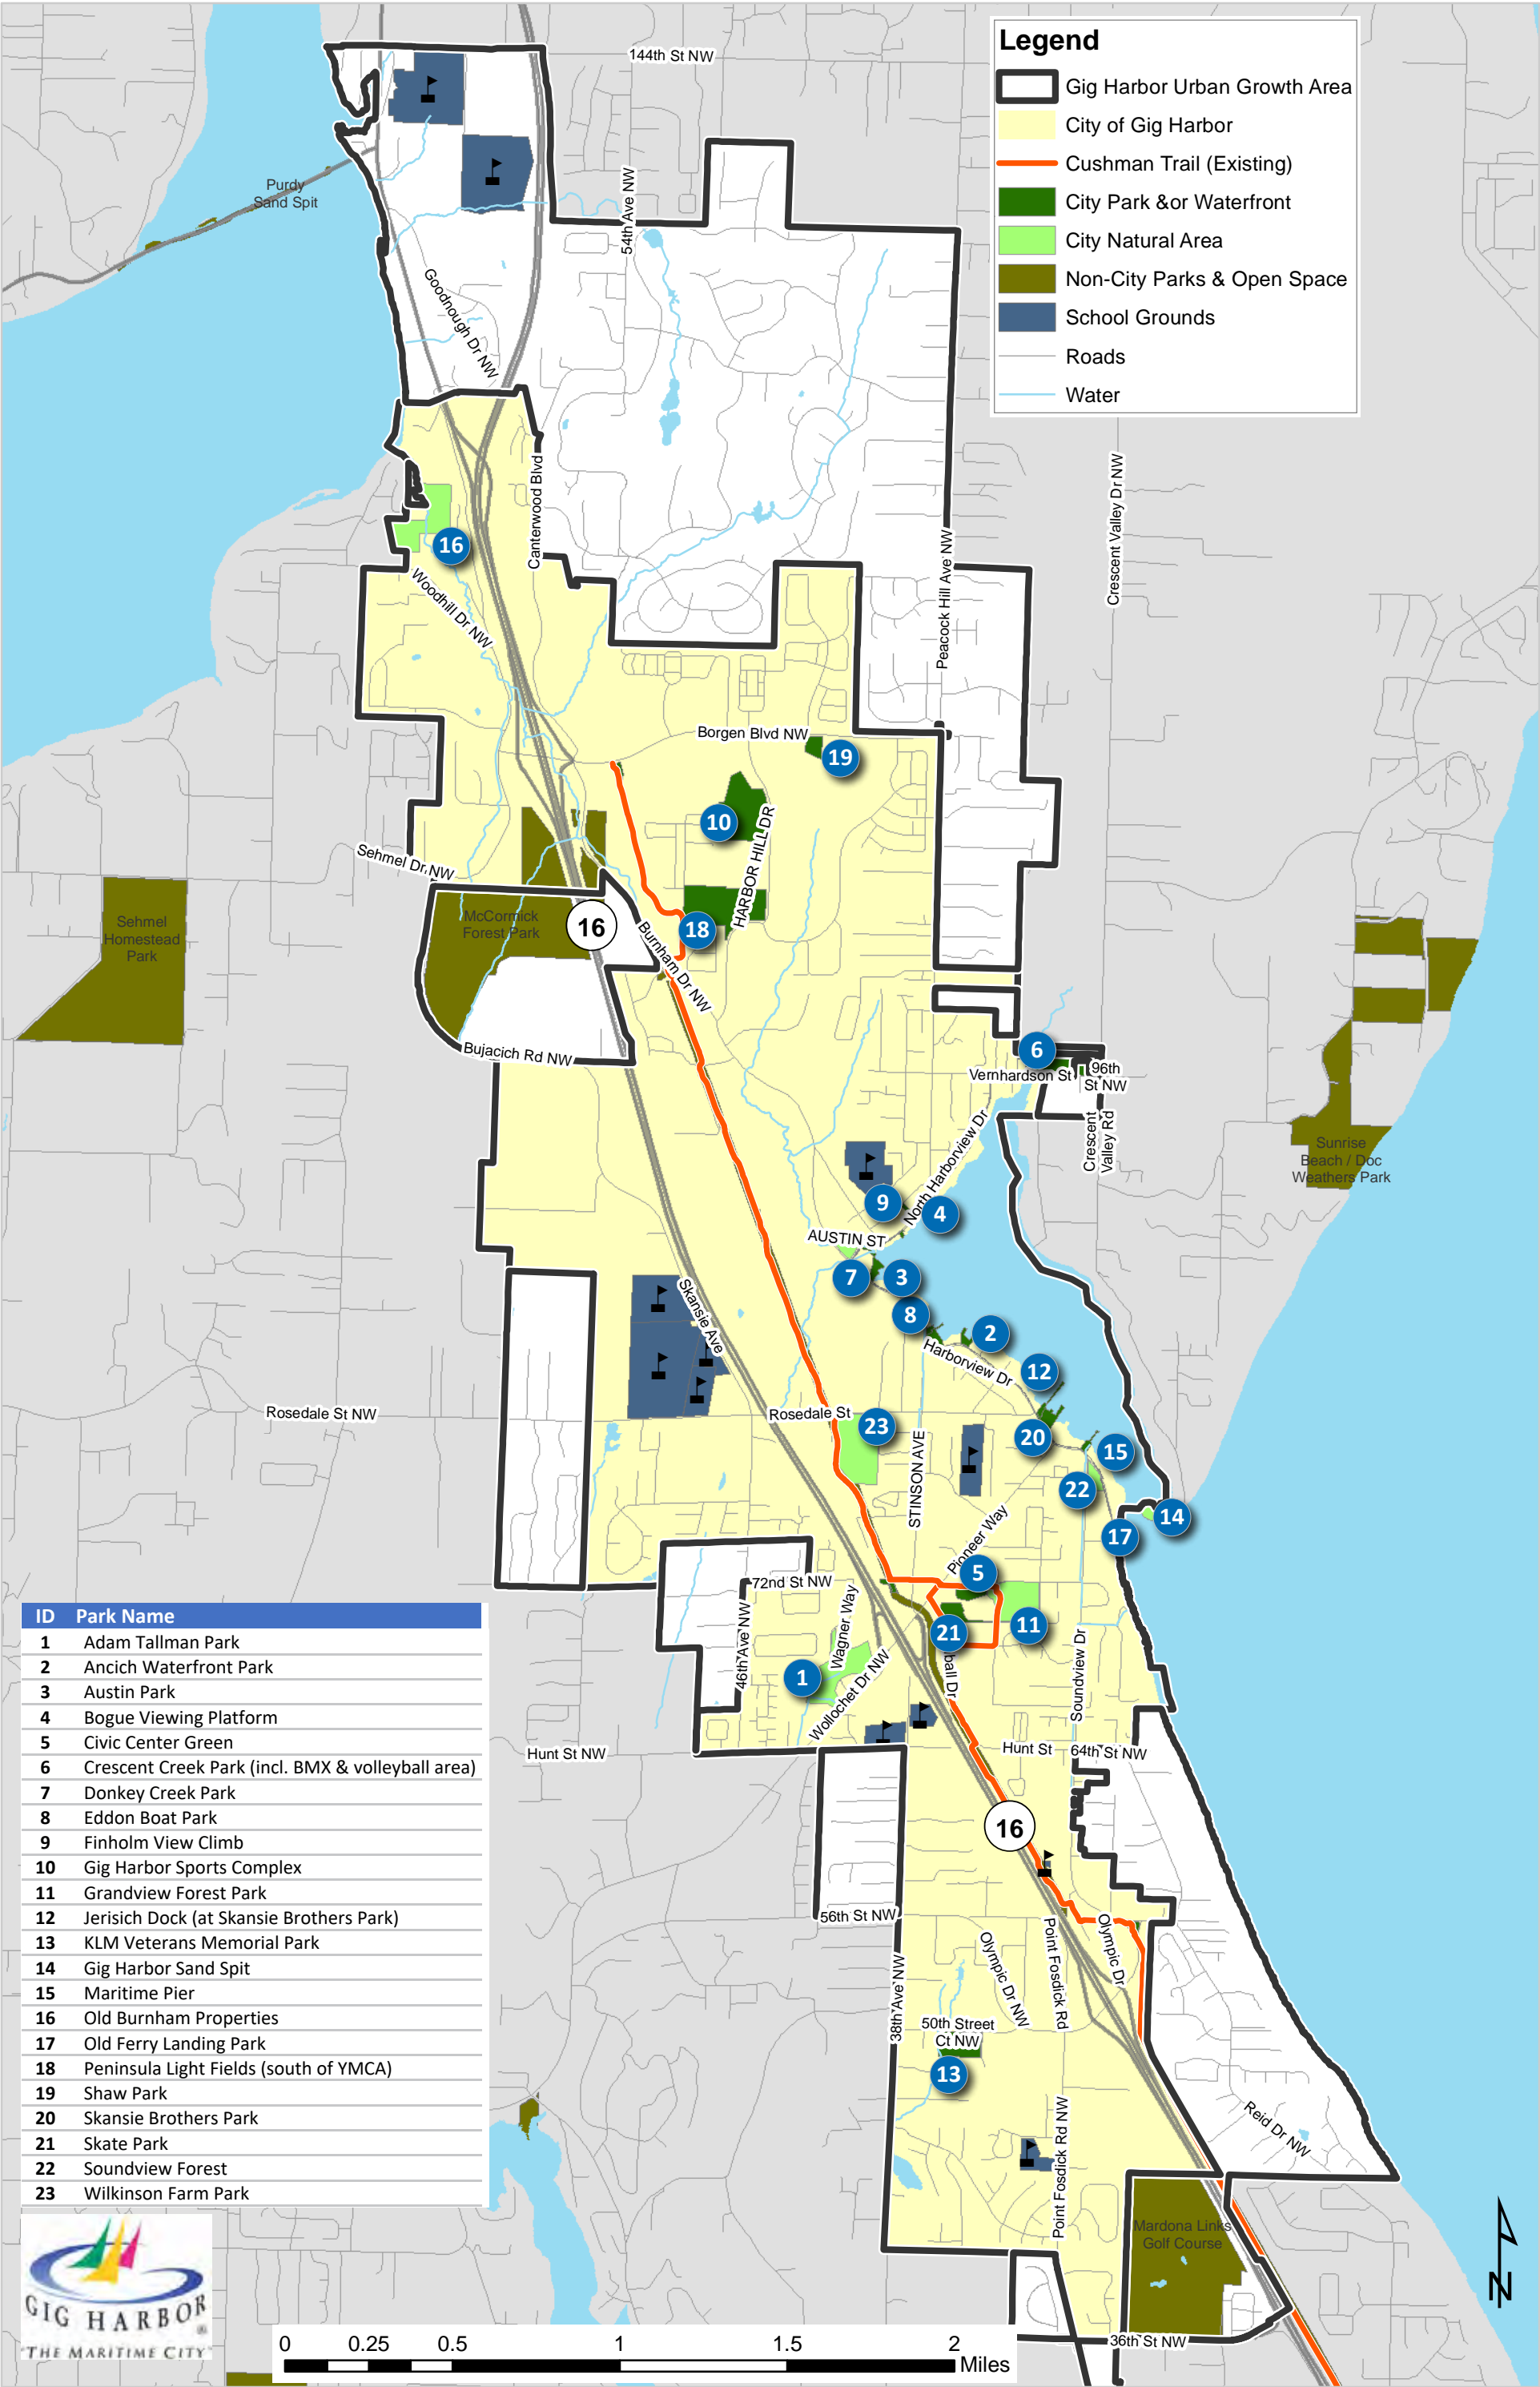 Legend
Gig Harbor Urban Growth Area
City of Gig Harbor
Cushman Trail (Existing)
City Park &or Waterfront
City Natural Area
Non-City Parks & Open Space
School Grounds
Roads
Water
144th St NW
Purdy
Sand Spit
54th Ave NW
Goodnough Dr NW
Canterwood Blvd
Crescent Valley Dr NW
16
Woodhill Dr NW
Peacock Hill Ave NW
Borgen Blvd NW
19
10
HARBOR HILL DR
Sehmel Dr NW
McCormick
Forest Park
16
18
Burnham Dr NW
Sehmel
Homestead
Park
Bujacich Rd NW
6
Vernhardson St
96th
St NW
Crescent
Valley Rd
Sunrise
Beach / Doc
Weathers Park
North Harborview Dr
9
4
AUSTIN ST
7
3
8
2
Harborview Dr
12
Skansie Ave
Rosedale St NW
Rosedale St
23
STINSON AVE
20
15
22
14
17
Pioneer Way
5
72nd St NW
46th Ave NW
Wagner Way
11
21
1
Wollochet Dr NW
ball Dr
Soundview Dr
Hunt St NW
Hunt St
64th St NW
16
56th St NW
38th Ave NW
Olympic Dr NW
Point Fosdick Rd
Olympic Dr
50th Street
Ct NW
13
Point Fosdick Rd NW
Reid Dr NW
Mardona Links
Golf Course
36th St NW
N
ID Park Name
1 Adam Tallman Park
2 Ancich Waterfront Park
3 Austin Park
4 Bogue Viewing Platform
5 Civic Center Green
6 Crescent Creek Park (incl. BMX & volleyball area)
7 Donkey Creek Park
8 Eddon Boat Park
9 Finholm View Climb
10 Gig Harbor Sports Complex
11 Grandview Forest Park
12 Jerisich Dock (at Skansie Brothers Park)
13 KLM Veterans Memorial Park
14 Gig Harbor Sand Spit
15 Maritime Pier
16 Old Burnham Properties
17 Old Ferry Landing Park
18 Peninsula Light Fields (south of YMCA)
19 Shaw Park
20 Skansie Brothers Park
21 Skate Park
22 Soundview Forest
23 Wilkinson Farm Park
GIG HARBOR
®
"THE MARITIME CITY"
0 0.25 0.5 1 1.5 2
Miles